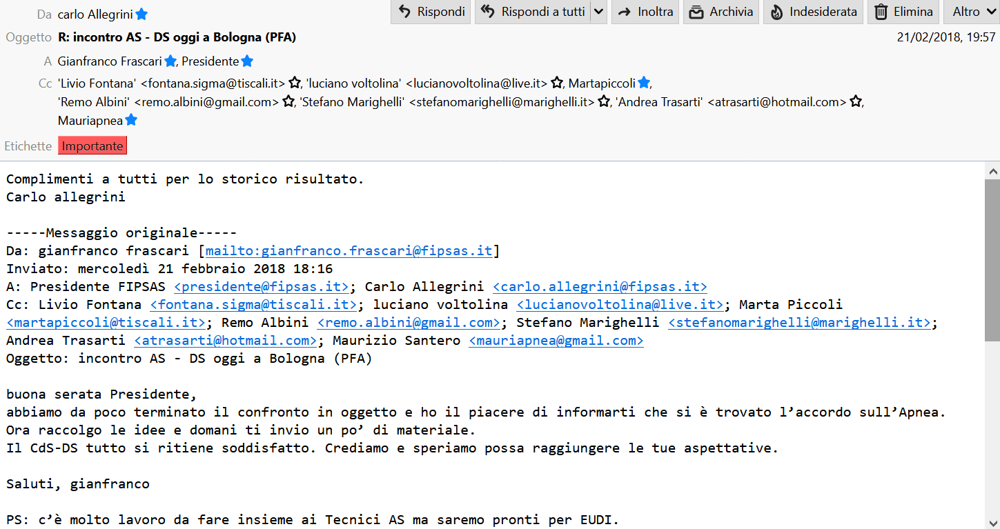 Da carlo Allegrini
Rispondi Rispondi a tutti Inoltra Archivia Indesiderata Elimina Altro
Oggetto R: incontro AS - DS oggi a Bologna (PFA) 21/02/2018, 19:57
A Gianfranco Frascari, Presidente
Cc 'Livio Fontana' <fontana.sigma@tiscali.it>, 'luciano voltolina' <lucianovoltolina@live.it>, Martapiccoli,
'Remo Albini' <remo.albini@gmail.com>, 'Stefano Marighelli' <stefanomarighelli@marighelli.it>, 'Andrea Trasarti' <atrasarti@hotmail.com>,
Mauriapnea
Etichette Importante
Complimenti a tutti per lo storico risultato.
Carlo allegrini
-----Messaggio originale-----
Da: gianfranco frascari [mailto:gianfranco.frascari@fipsas.it]
Inviato: mercoledì 21 febbraio 2018 18:16
A: Presidente FIPSAS <presidente@fipsas.it>; Carlo Allegrini <carlo.allegrini@fipsas.it>
Cc: Livio Fontana <fontana.sigma@tiscali.it>; luciano voltolina <lucianovoltolina@live.it>; Marta Piccoli
<martapiccoli@tiscali.it>; Remo Albini <remo.albini@gmail.com>; Stefano Marighelli <stefanomarighelli@marighelli.it>;
Andrea Trasarti <atrasarti@hotmail.com>; Maurizio Santero <mauriapnea@gmail.com>
Oggetto: incontro AS - DS oggi a Bologna (PFA)
buona serata Presidente,
abbiamo da poco terminato il confronto in oggetto e ho il piacere di informarti che si è trovato l’accordo sull’Apnea.
Ora raccolgo le idee e domani ti invio un po’ di materiale.
Il CdS-DS tutto si ritiene soddisfatto. Crediamo e speriamo possa raggiungere le tue aspettative.
Saluti, gianfranco
PS: c’è molto lavoro da fare insieme ai Tecnici AS ma saremo pronti per EUDI.